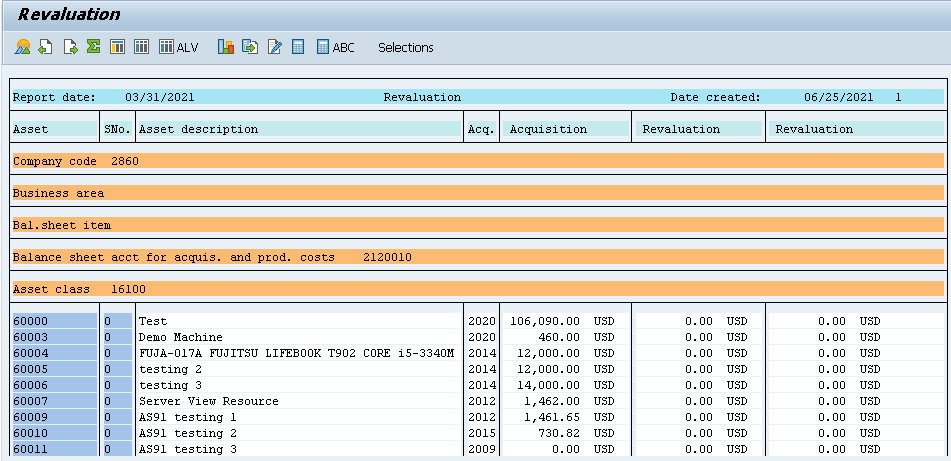 Revaluation
ALV ABC Selections
Report date: 03/31/2021 Revaluation Date created: 06/25/2021 1
Asset SNo. Asset description Acq. Acquisition Revaluation Revaluation
Company code 2860
Business area
Bal.sheet item
Balance sheet acct for acquis. and prod. costs 2120010
Asset class 16100
60000 0 Test 2020 106,090.00 USD 0.00 USD 0.00 USD
60003 0 Demo Machine 2020 460.00 USD 0.00 USD 0.00 USD
60004 0 FUJA-017A FUJITSU LIFEBOOK T902 CORE i5-3340M 2014 12,000.00 USD 0.00 USD 0.00 USD
60005 0 testing 2 2014 12,000.00 USD 0.00 USD 0.00 USD
60006 0 testing 3 2014 14,000.00 USD 0.00 USD 0.00 USD
60007 0 Server View Resource 2012 1,462.00 USD 0.00 USD 0.00 USD
60009 0 AS91 testing 1 2012 1,461.65 USD 0.00 USD 0.00 USD
60010 0 AS91 testing 2 2015 730.82 USD 0.00 USD 0.00 USD
60011 0 AS91 testing 3 2009 0.00 USD 0.00 USD 0.00 USD